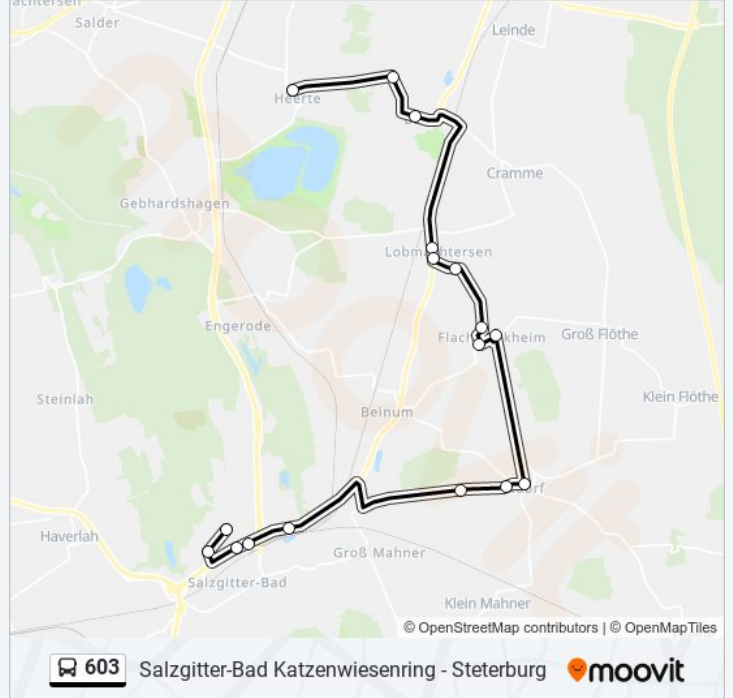 Salder
Leinde
Heerte
Cramme
Gebhardshagen
Engerode
Groß Flöthe
Steinlah
Klein Flöthe
Beinum
Haverlah
Groß Mahner
Salzgitter-Bad
Klein Mahner
© OpenStreetMap contributors | © OpenMapTiles
603 Salzgitter-Bad Katzenwiesenring - Steterburg moovit